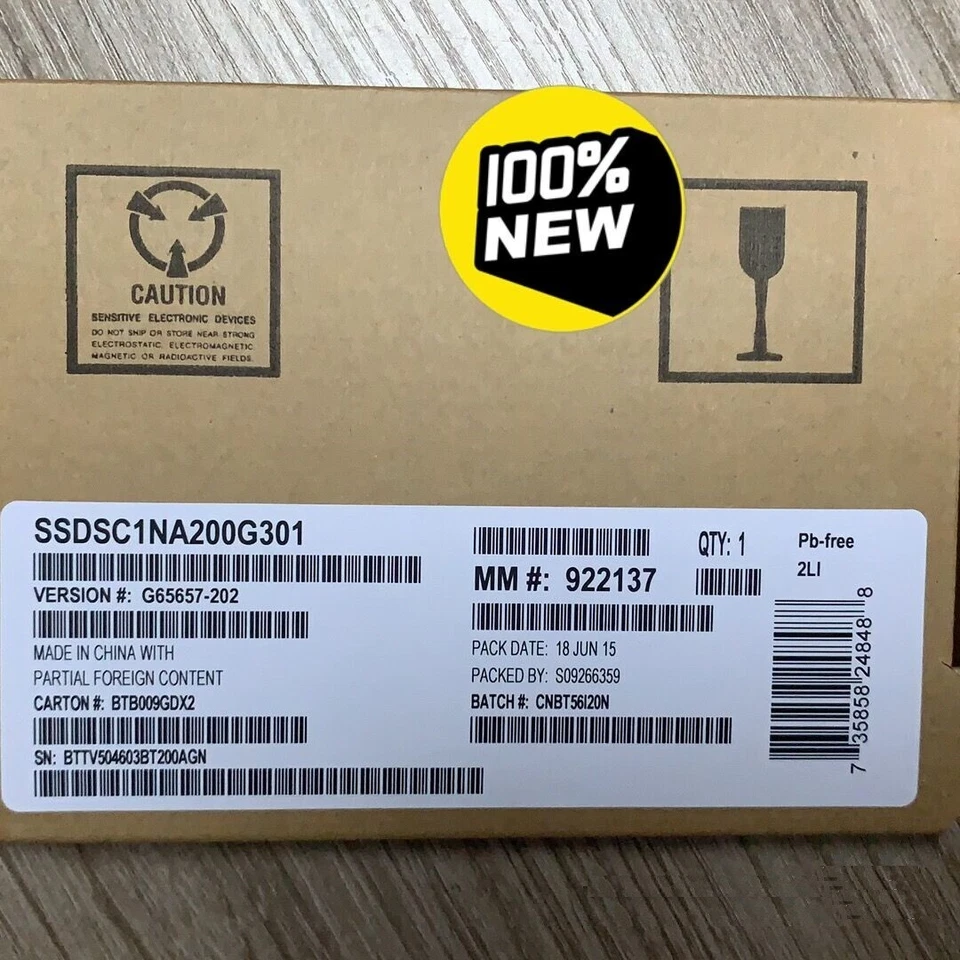 100%
NEW
CAUTION
SENSITIVE ELECTRONIC DEVICES
DO NOT SHIP OR STORE NEAR STRONG
ELECTROSTATIC, ELECTROMAGNETIC,
MAGNETIC OR RADIOACTIVE FIELDS.
SSDSC1NA200G301
VERSION #: G65657-202
MADE IN CHINA WITH
PARTIAL FOREIGN CONTENT
CARTON #: BTB009GDX2
SN: BTTV504603BT200AGN
QTY: 1
MM #: 922137
PACK DATE: 18 JUN 15
PACKED BY: S09266359
BATCH #: CNBT56I20N
Pb-free
2LI
7 35858 24848 8